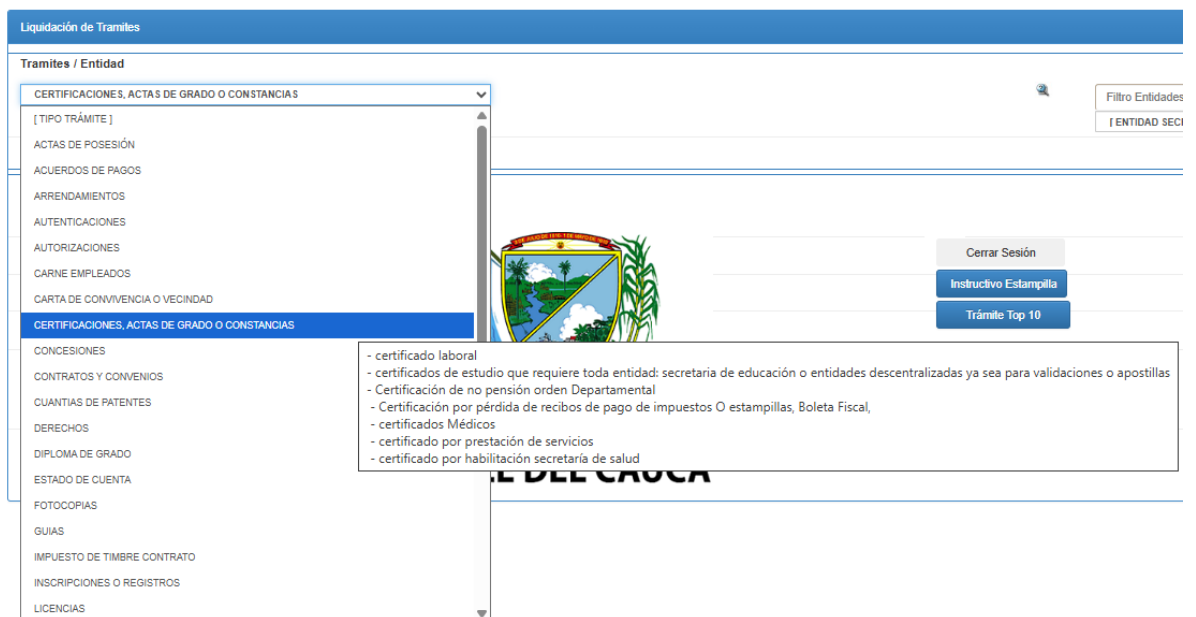 Liquidación de Tramites
Tramites / Entidad
CERTIFICACIONES, ACTAS DE GRADO O CONSTANCIAS
Filtro Entidades
[ ENTIDAD SECR
[ TIPO TRÁMITE ]
ACTAS DE POSESIÓN
ACUERDOS DE PAGOS
ARRENDAMIENTOS
AUTENTICACIONES
AUTORIZACIONES
CARNE EMPLEADOS
CARTA DE CONVIVENCIA O VECINDAD
CERTIFICACIONES, ACTAS DE GRADO O CONSTANCIAS
CONCESIONES
CONTRATOS Y CONVENIOS
CUANTIAS DE PATENTES
DERECHOS
DIPLOMA DE GRADO
ESTADO DE CUENTA
FOTOCOPIAS
GUIAS
IMPUESTO DE TIMBRE CONTRATO
INSCRIPCIONES O REGISTROS
LICENCIAS
Cerrar Sesión
Instructivo Estampilla
Trámite Top 10
- certificado laboral
- certificados de estudio que requiere toda entidad: secretaria de educación o entidades descentralizadas ya sea para validaciones o apostillas
- Certificación de no pensión orden Departamental
- Certificación por pérdida de recibos de pago de impuestos O estampillas, Boleta Fiscal,
- certificados Médicos
- certificado por prestación de servicios
- certificado por habilitación secretaría de salud
LE DEL CAUCA